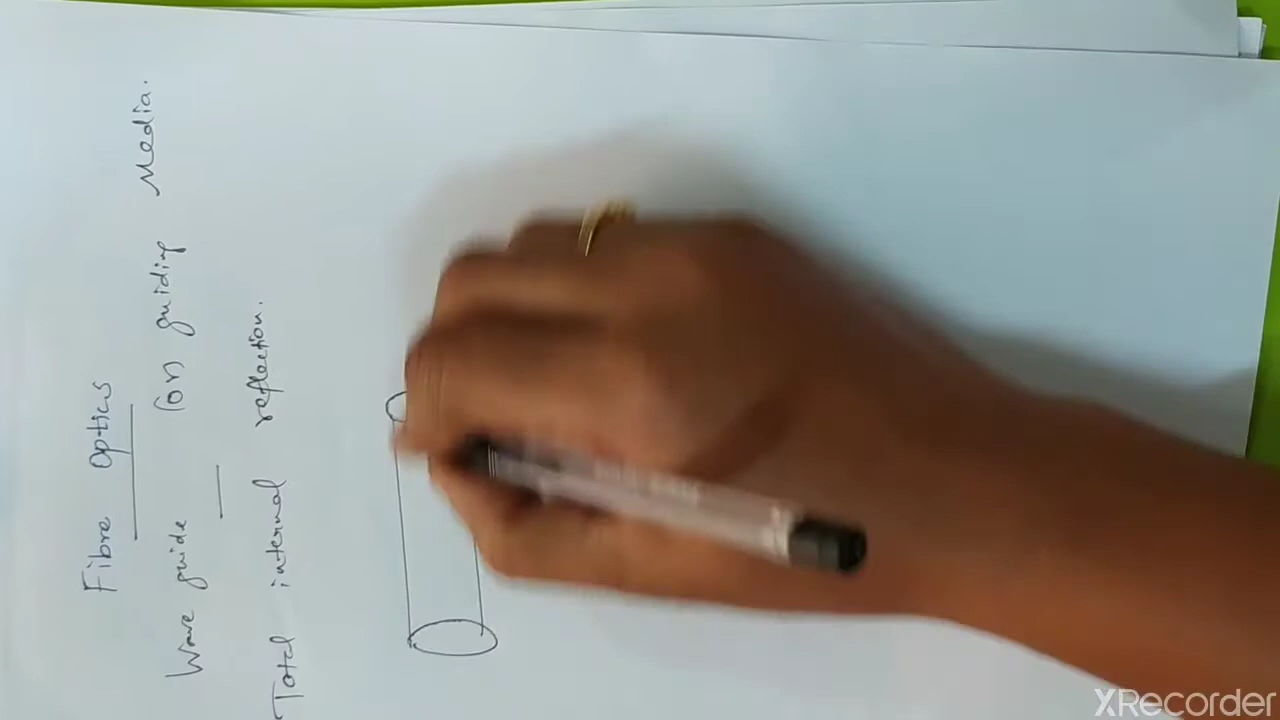 Fibre Optics
Wave guide (or) guiding Media.
Total internal reflection.
XRecorder